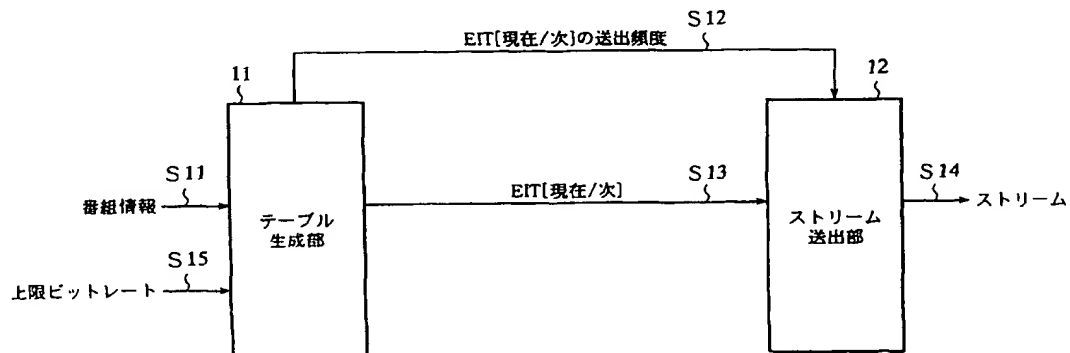 S12
EIT[現在/次]の送出頻度
11
12
S11
番組情報
S15
上限ビットレート
テーブル
生成部
S13
EIT[現在/次]
ストリーム
送出部
S14
ストリーム